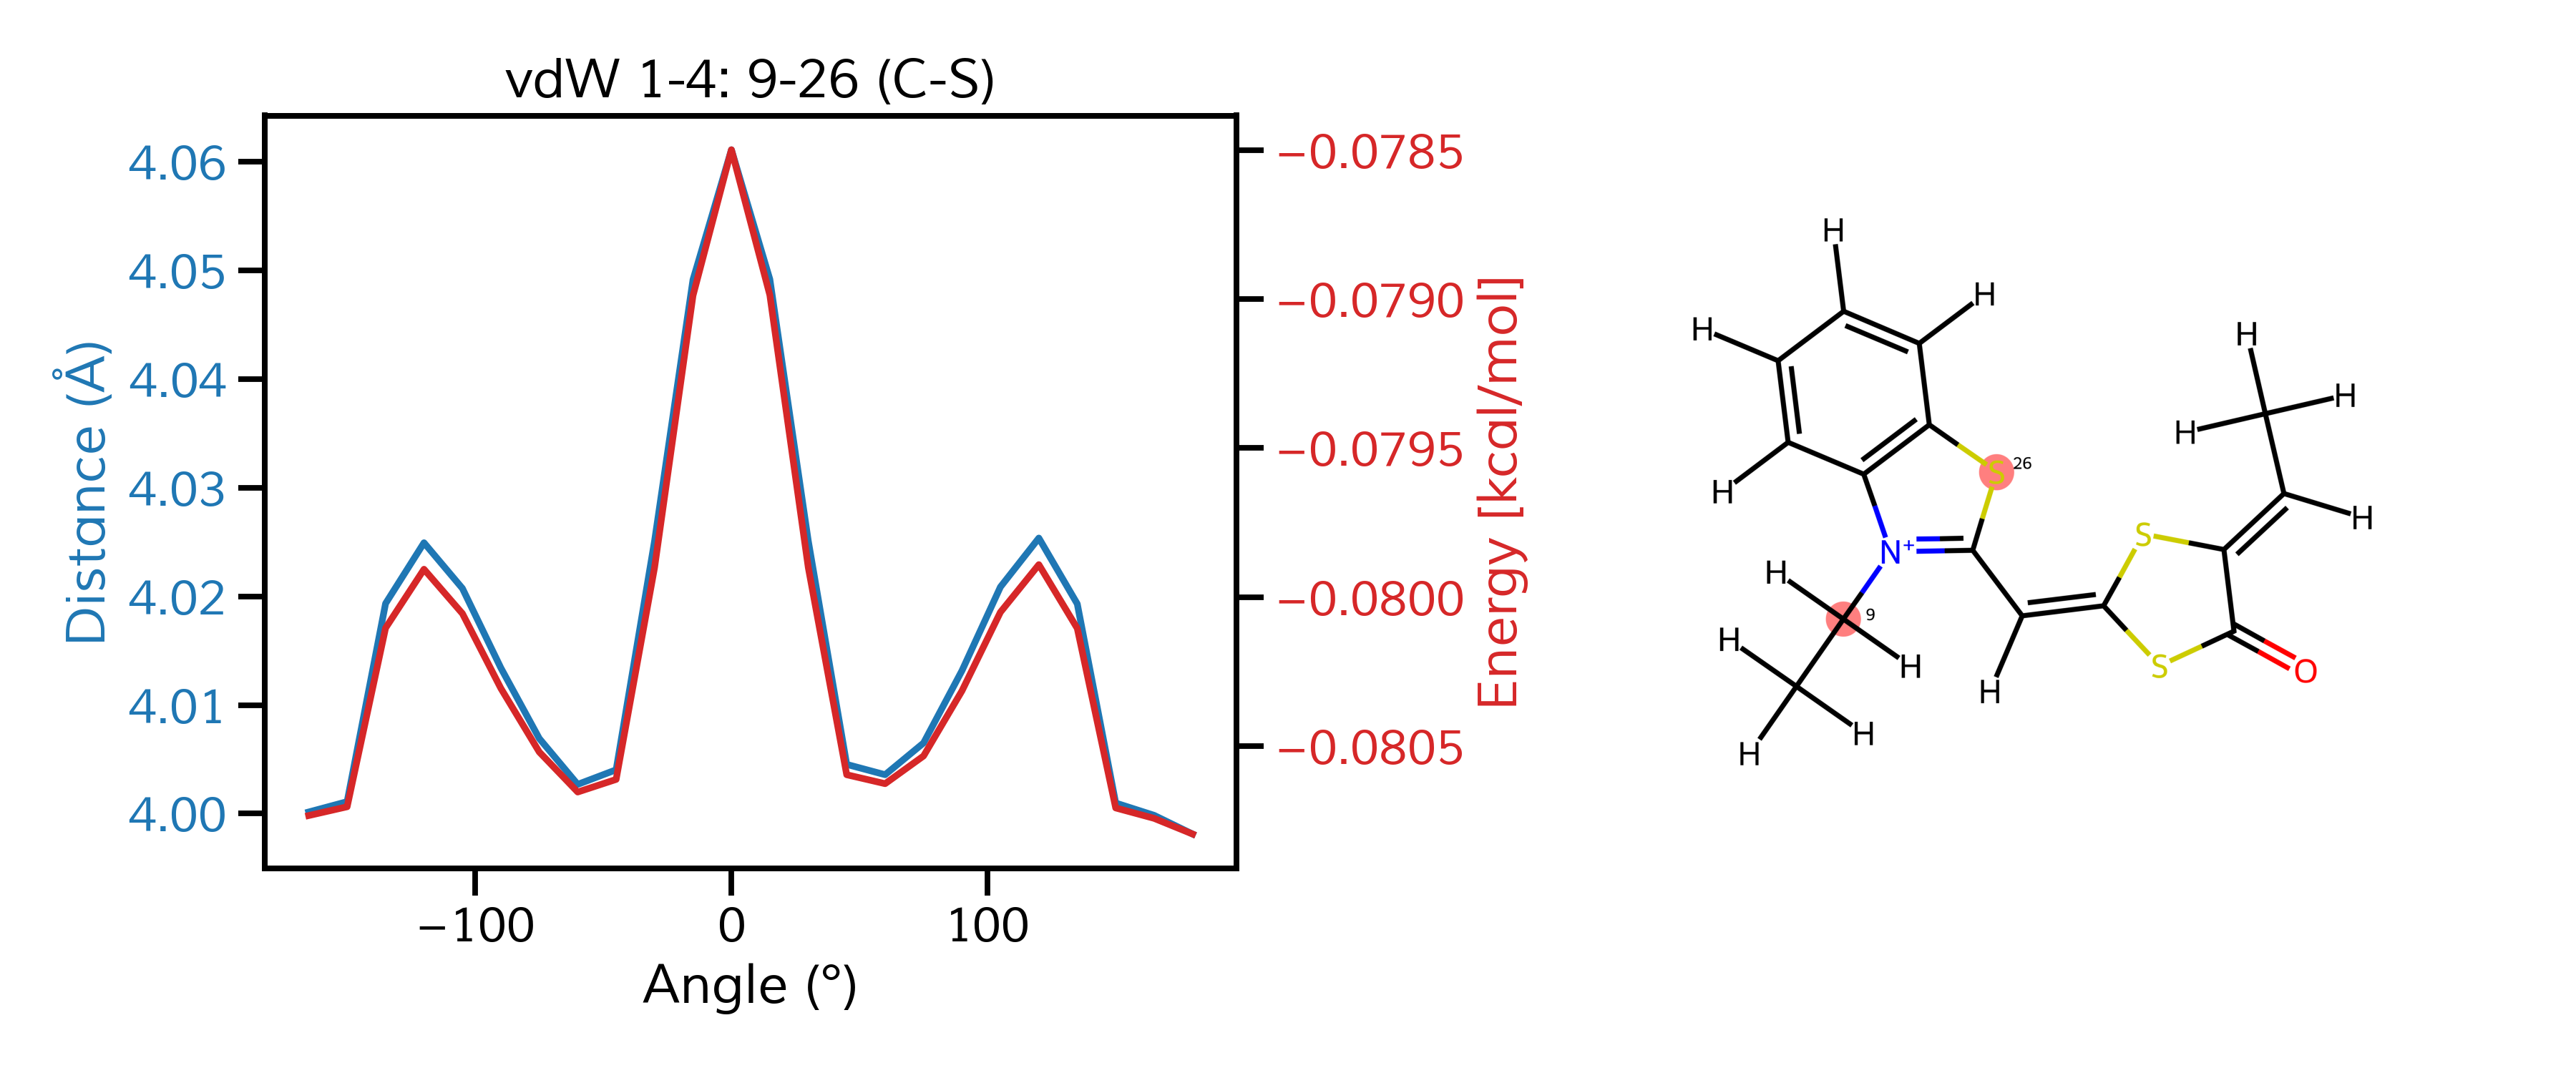 vdW 1-4: 9-26 (C-S)
Distance (Å)
4.06
4.05
4.04
4.03
4.02
4.01
4.00
−100
0
100
Angle (°)
−0.0785
−0.0790
−0.0795
−0.0800
−0.0805
Energy [kcal/mol]
H
H
H
H
H
H
H
S 26
H
S
N+
H
9
H
H
H
S
O
H
H
H